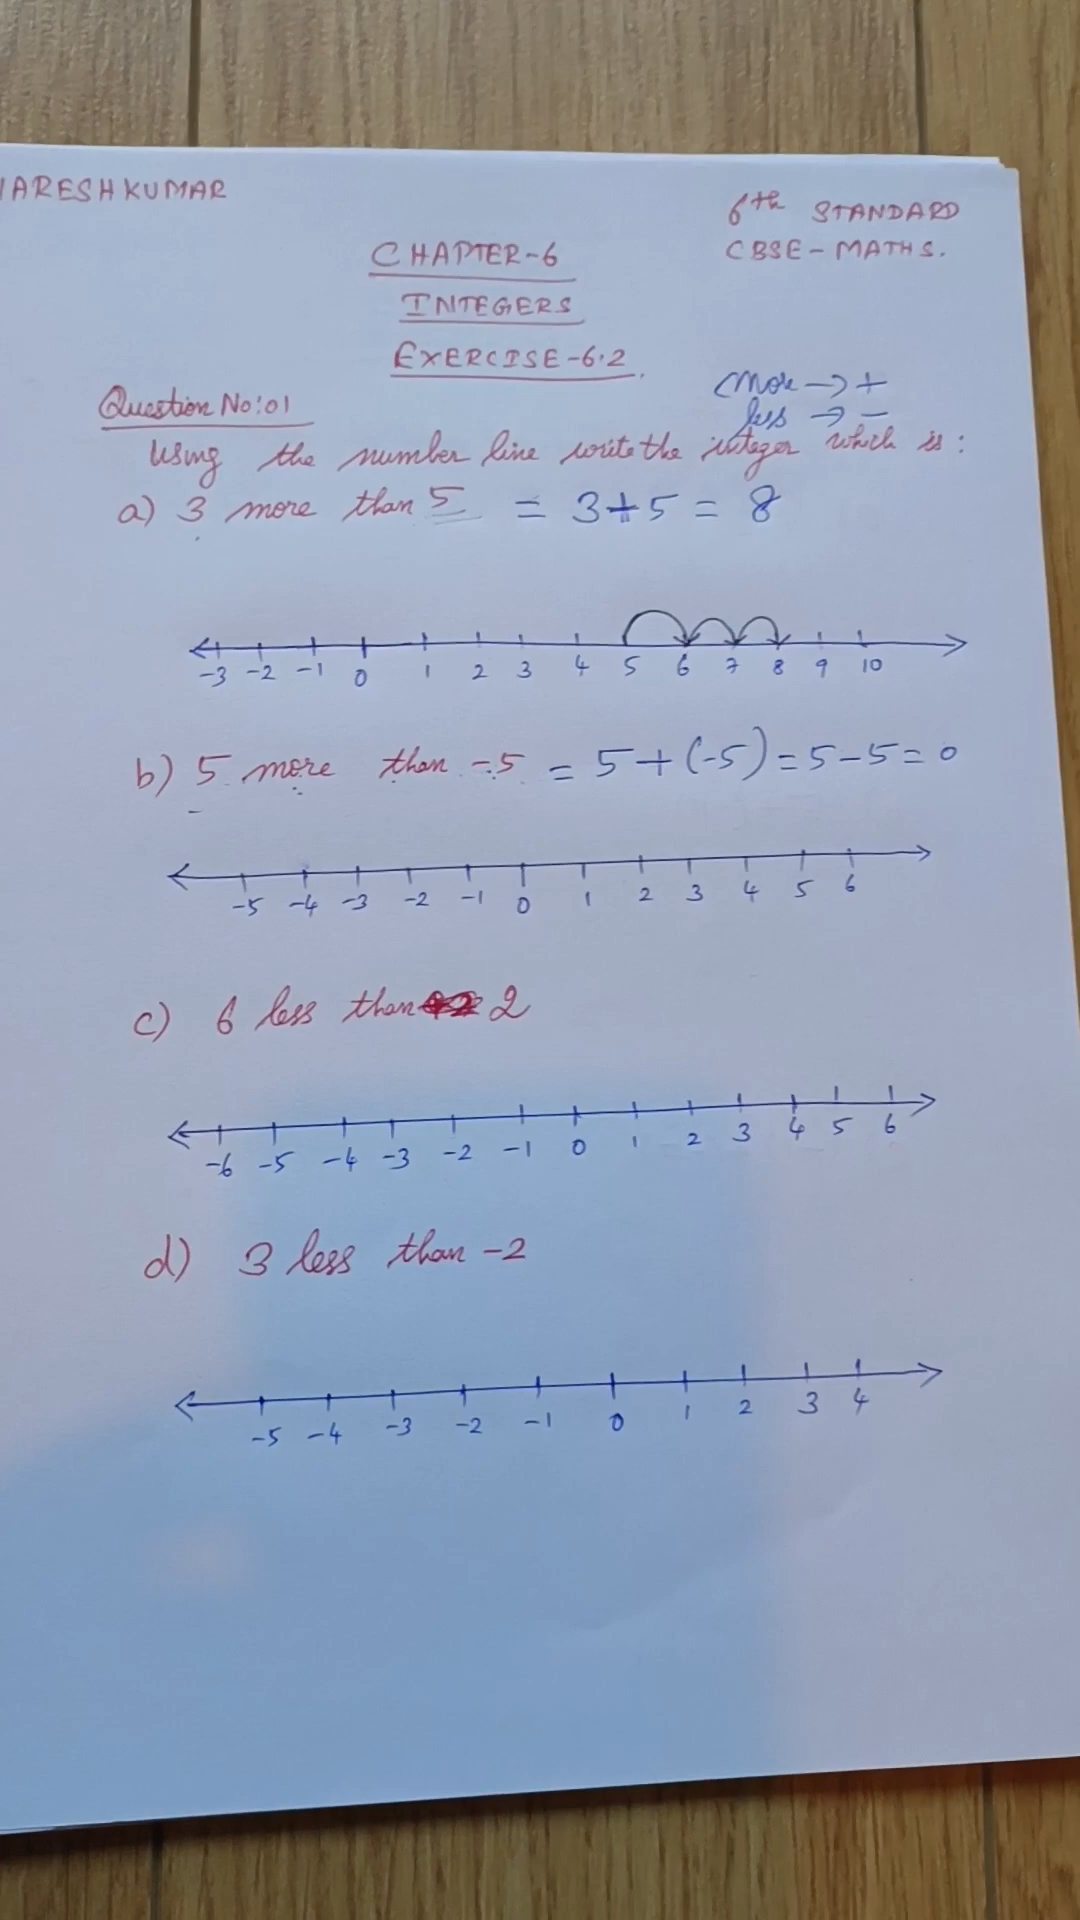 ARESHKUMAR
6th STANDARD
CBSE-MATHS.
CHAPTER-6
INTEGERS
EXERCISE-6.2.
more → +
less → -
Question No:01
Using the number line write the integer which is:
a) 3 more than 5 = 3+5 = 8
-3 -2 -1 0 1 2 3 4 5 6 7 8 9 10
b) 5 more than -5 = 5+(-5)=5-5=0
-5 -4 -3 -2 -1 0 1 2 3 4 5 6
c) 6 less than 2
-6 -5 -4 -3 -2 -1 0 1 2 3 4 5 6
d) 3 less than -2
-5 -4 -3 -2 -1 0 1 2 3 4